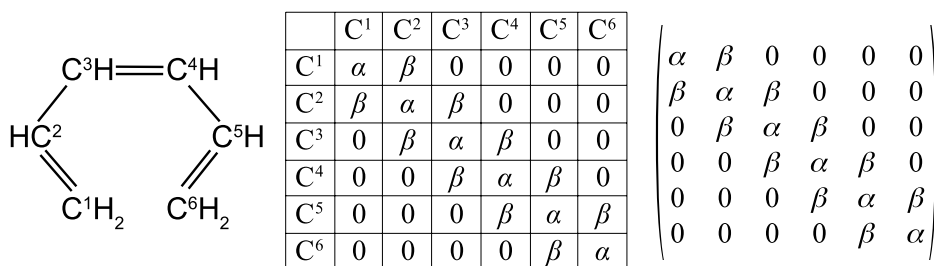 C³H C⁴H
HC² C⁵H
C¹H₂ C⁶H₂
C¹ C² C³ C⁴ C⁵ C⁶
C¹ α β 0 0 0 0
C² β α β 0 0 0
C³ 0 β α β 0 0
C⁴ 0 0 β α β 0
C⁵ 0 0 0 β α β
C⁶ 0 0 0 0 β α
α β 0 0 0 0
β α β 0 0 0
0 β α β 0 0
0 0 β α β 0
0 0 0 β α β
0 0 0 0 β α